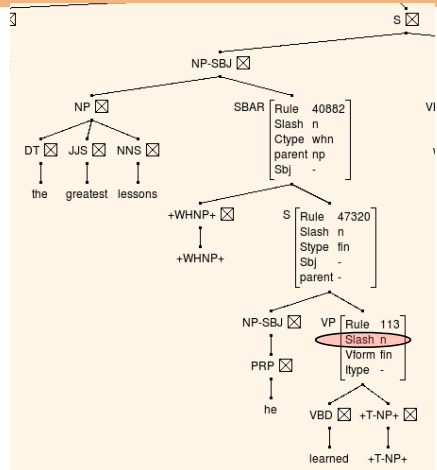 S
NP-SBJ
NP
SBAR
Rule 40882
Slash n
Ctype whn
parent np
Sbj -
DT
JJS
NNS
the
greatest
lessons
+WHNP+
+WHNP+
S
Rule 47320
Slash n
Stype fin
Sbj -
parent -
NP-SBJ
VP
Rule 113
Slash n
Vform fin
Itype -
PRP
he
VBD
+T-NP+
learned
+T-NP+